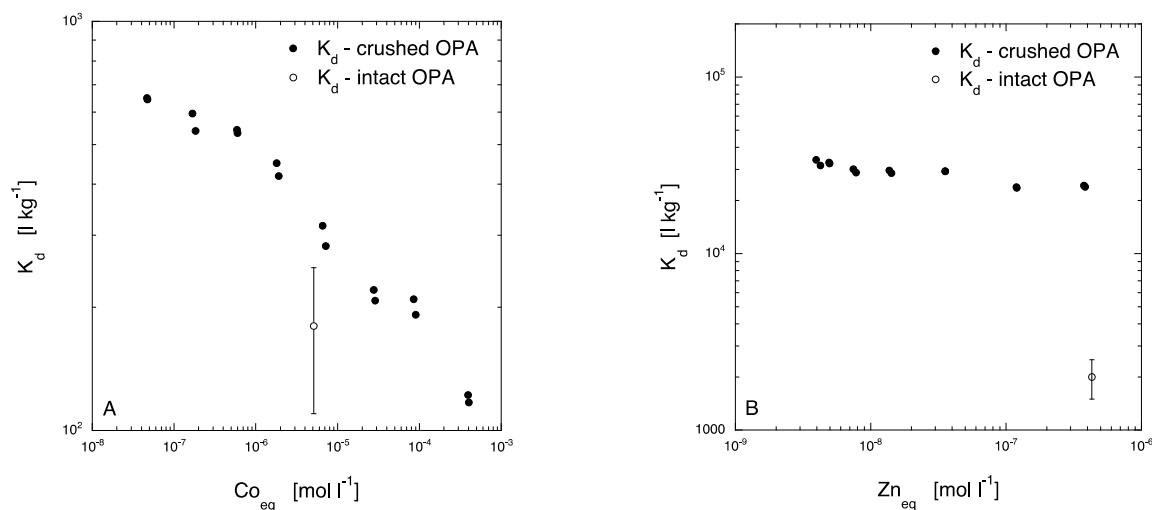 10³
K_d - crushed OPA
K_d - intact OPA
K_d [l kg⁻¹]
A
10²
10⁻⁸ 10⁻⁷ 10⁻⁶ 10⁻⁵ 10⁻⁴ 10⁻³
Co_eq [mol l⁻¹]
K_d - crushed OPA
K_d - intact OPA
10⁵
K_d [l kg⁻¹]
10⁴
B
1000
10⁻⁹ 10⁻⁸ 10⁻⁷ 10⁻⁶
Zn_eq [mol l⁻¹]